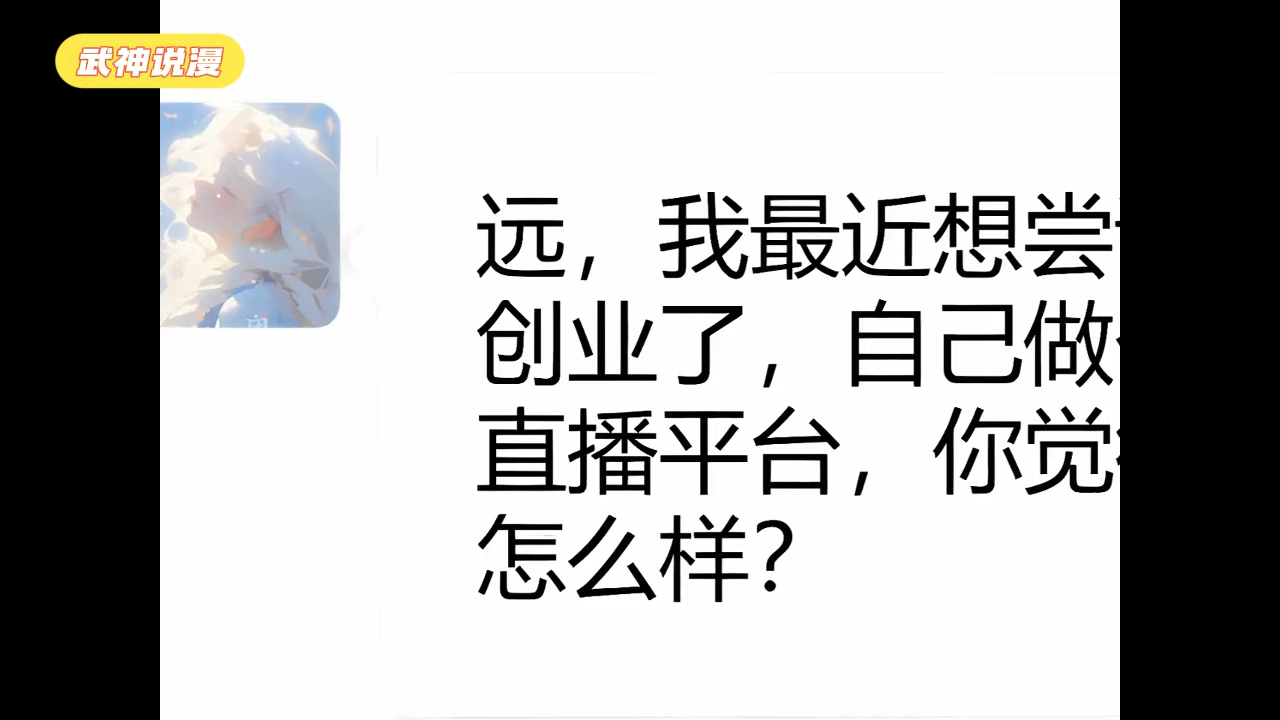 武神说漫
远，我最近想尝
创业了，自己做
直播平台，你觉
怎么样？